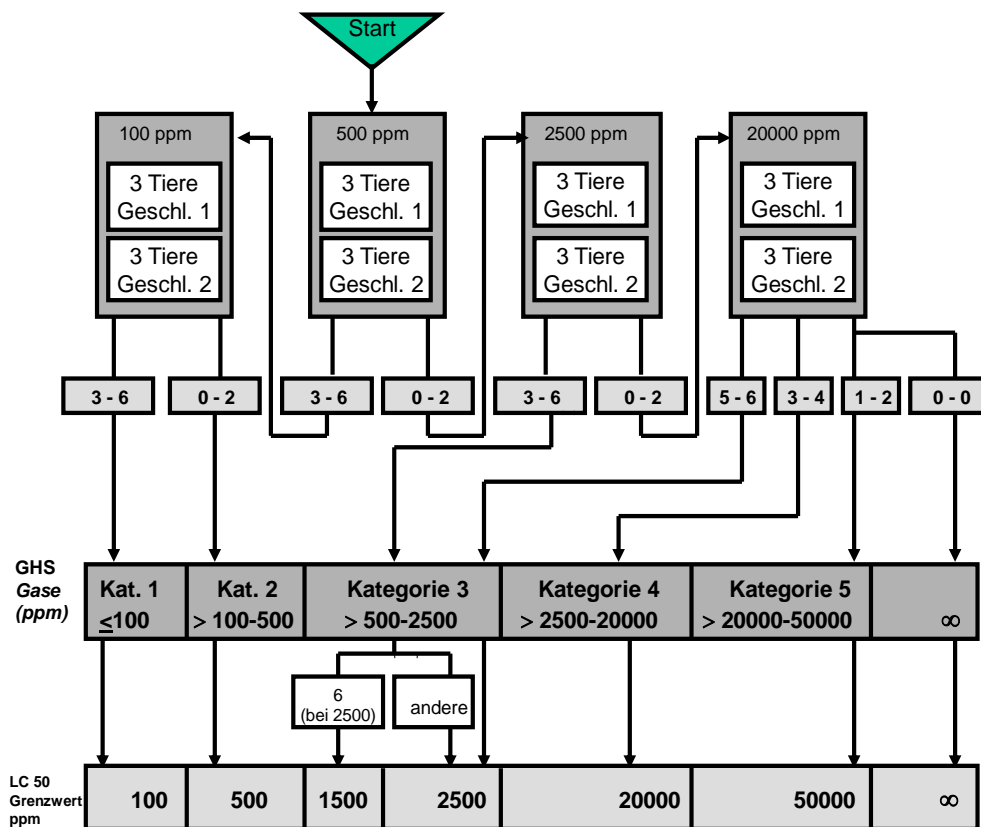 Start
100 ppm
500 ppm
2500 ppm
20000 ppm
3 Tiere
Geschl. 1
3 Tiere
Geschl. 1
3 Tiere
Geschl. 1
3 Tiere
Geschl. 1
3 Tiere
Geschl. 2
3 Tiere
Geschl. 2
3 Tiere
Geschl. 2
3 Tiere
Geschl. 2
3 - 6
0 - 2
3 - 6
0 - 2
3 - 6
0 - 2
5 - 6
3 - 4
1 - 2
0 - 0
GHS
Gase
(ppm)
Kat. 1
≤100
Kat. 2
> 100-500
Kategorie 3
> 500-2500
Kategorie 4
> 2500-20000
Kategorie 5
> 20000-50000
∞
6
(bei 2500)
andere
LC 50
Grenzwert
ppm
100
500
1500
2500
20000
50000
∞